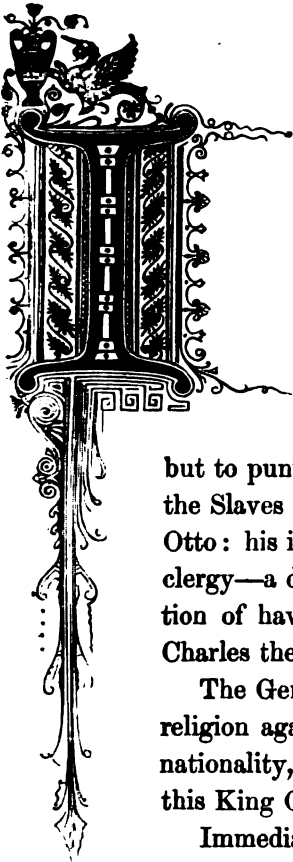 I
but to pun
the Slaves
Otto: his i
clergy—a d
tion of hav
Charles the
The Ger
religion aga
nationality,
this King
Immedia